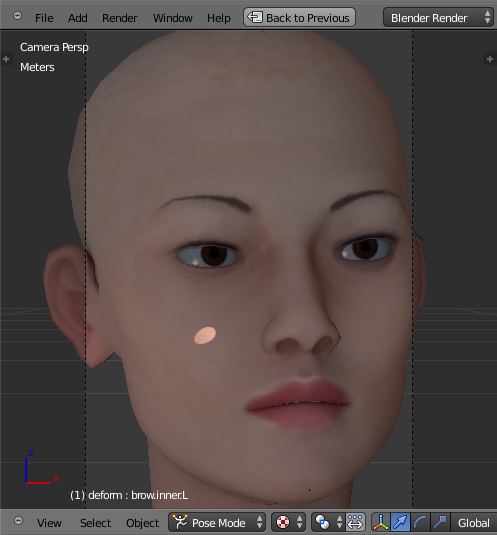 File Add Render Window Help Back to Previous Blender Render
Camera Persp
Meters
z
x
(1) deform : brow.inner.L
View Select Object Pose Mode Global